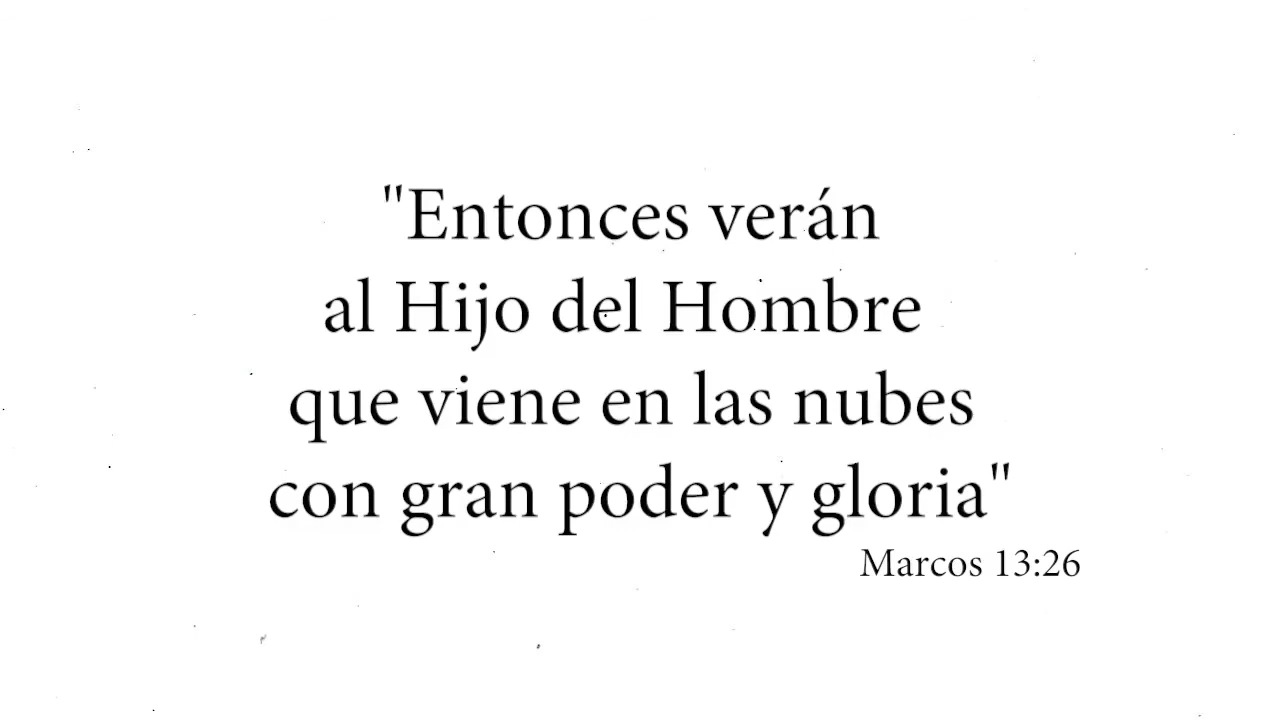 "Entonces verán
al Hijo del Hombre
que viene en las nubes
con gran poder y gloria"
Marcos 13:26